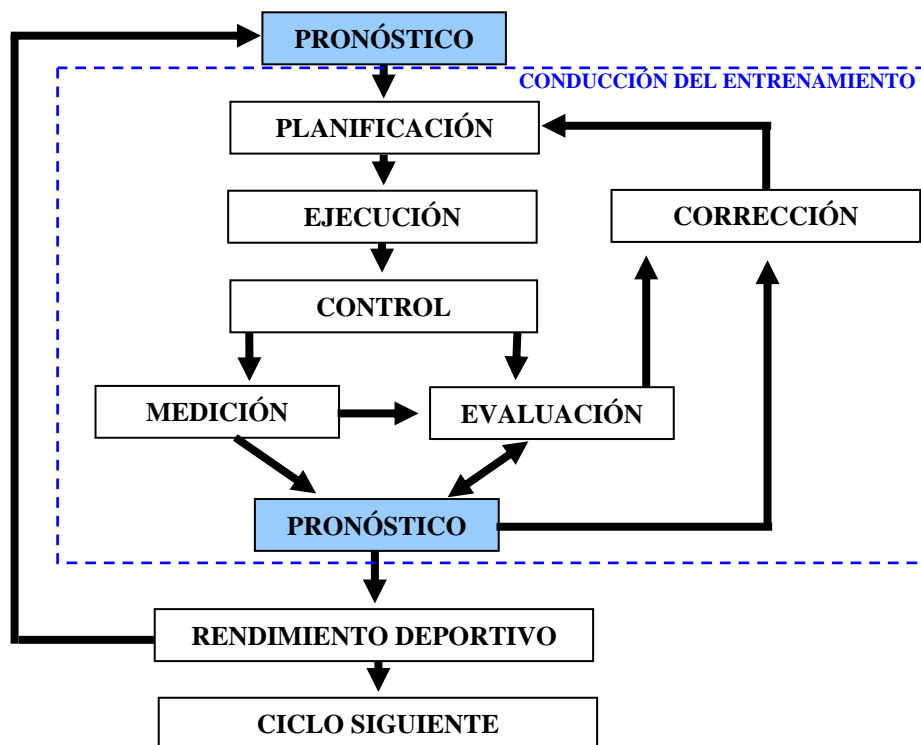 PRONÓSTICO
CONDUCCIÓN DEL ENTRENAMIENTO
PLANIFICACIÓN
EJECUCIÓN
CORRECCIÓN
CONTROL
MEDICIÓN
EVALUACIÓN
PRONÓSTICO
RENDIMIENTO DEPORTIVO
CICLO SIGUIENTE